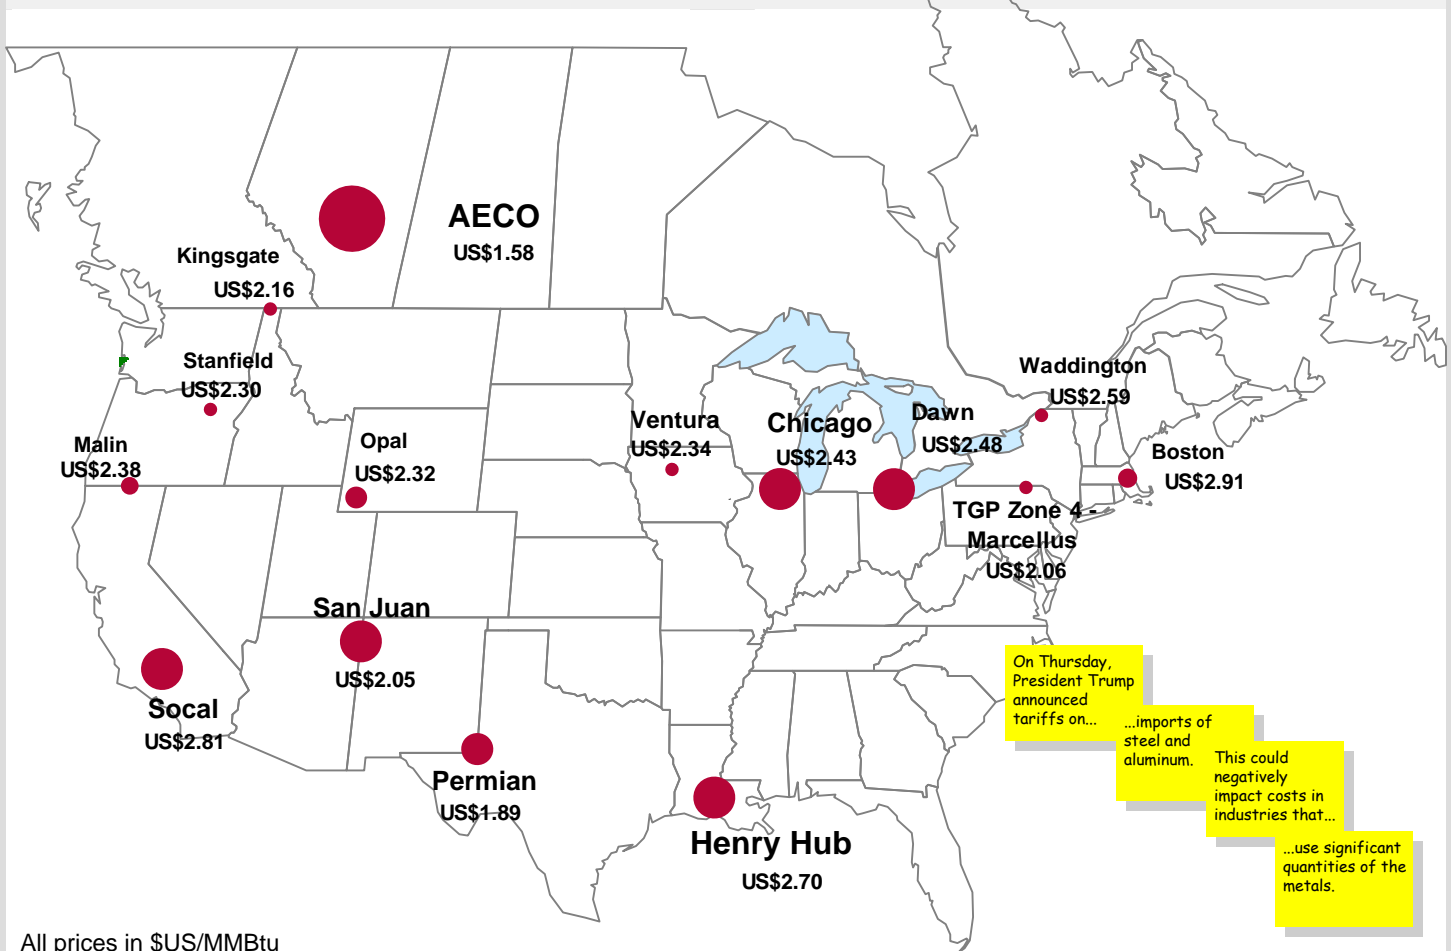 AECO
US$1.58
Kingsgate
US$2.16
Stanfield
US$2.30
Malin
US$2.38
Opal
US$2.32
Ventura
US$2.34
Chicago
US$2.43
Dawn
US$2.48
Waddington
US$2.59
Boston
US$2.91
TGP Zone 4 -
Marcellus
US$2.06
San Juan
US$2.05
Socal
US$2.81
Permian
US$1.89
Henry Hub
US$2.70
On Thursday,
President Trump
announced
tariffs on...
...imports of
steel and
aluminum.
This could
negatively
impact costs in
industries that...
...use significant
quantities of the
metals.
All prices in $US/MMBtu